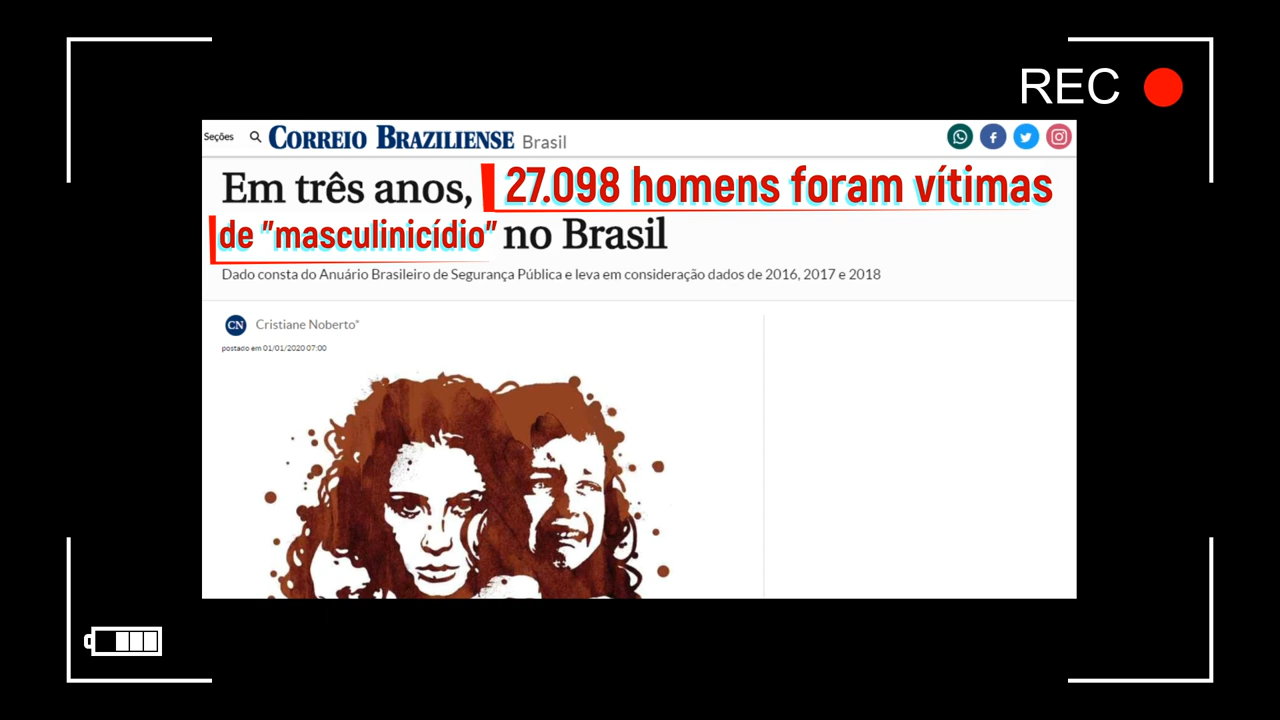 REC
Seções CORREIO BRAZILIENSE Brasil
Em três anos, 27.098 homens foram vítimas
de "masculinicídio" no Brasil
Dado consta do Anuário Brasileiro de Segurança Pública e leva em consideração dados de 2016, 2017 e 2018
CN Cristiane Noberto*
postado em 01/01/2020 07:00